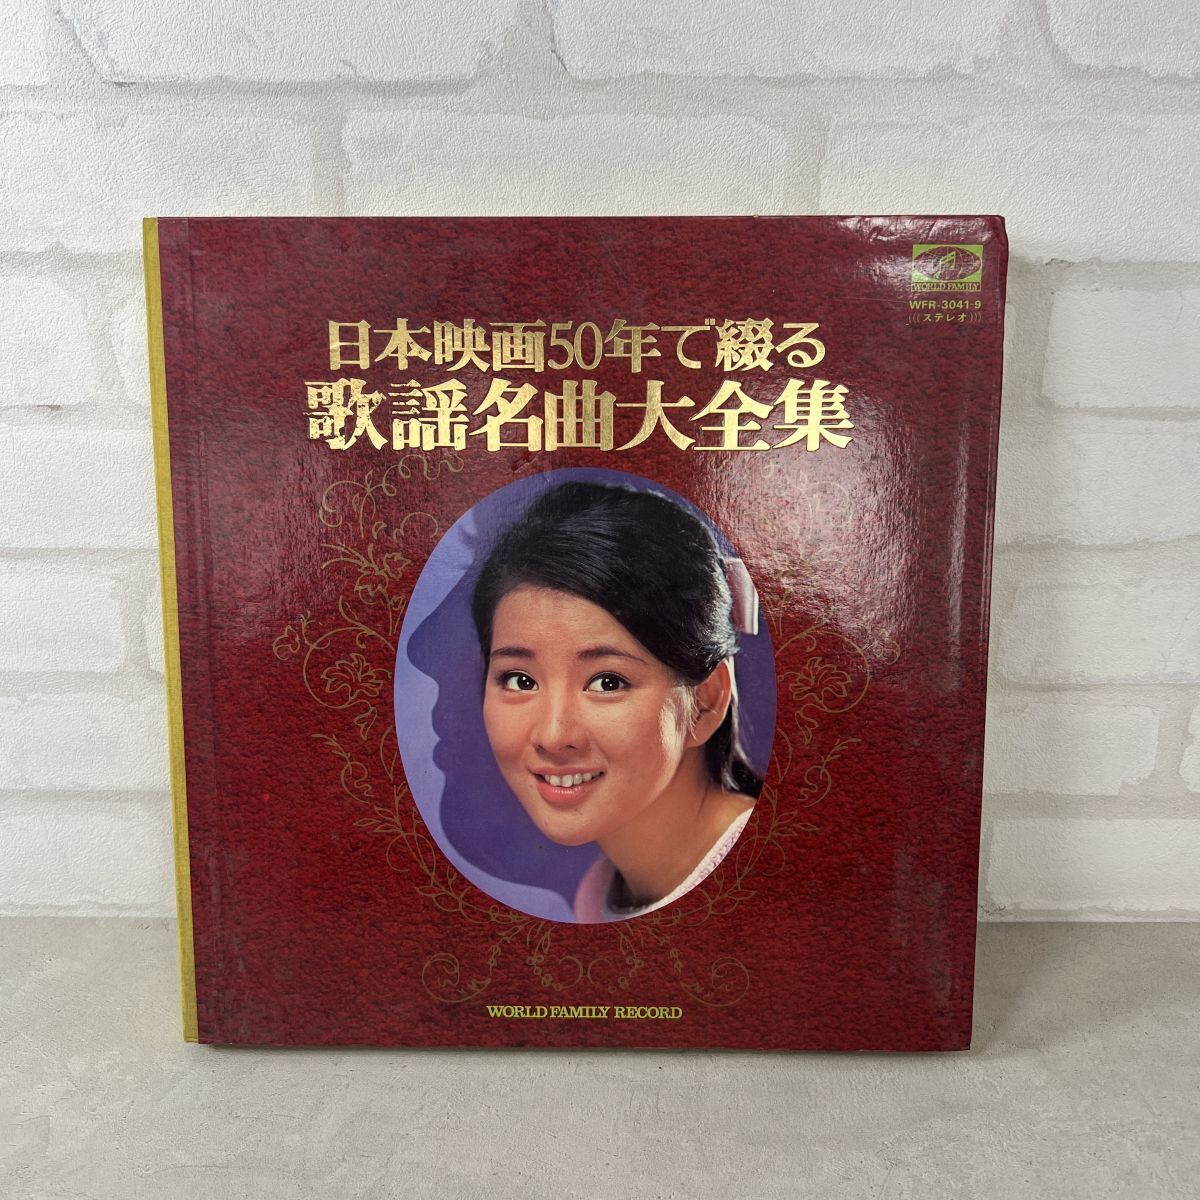 WORLD FAMILY
WFR-3041-9
(((ステレオ)))
日本映画50年で綴る
歌謡名曲大全集
WORLD FAMILY RECORD